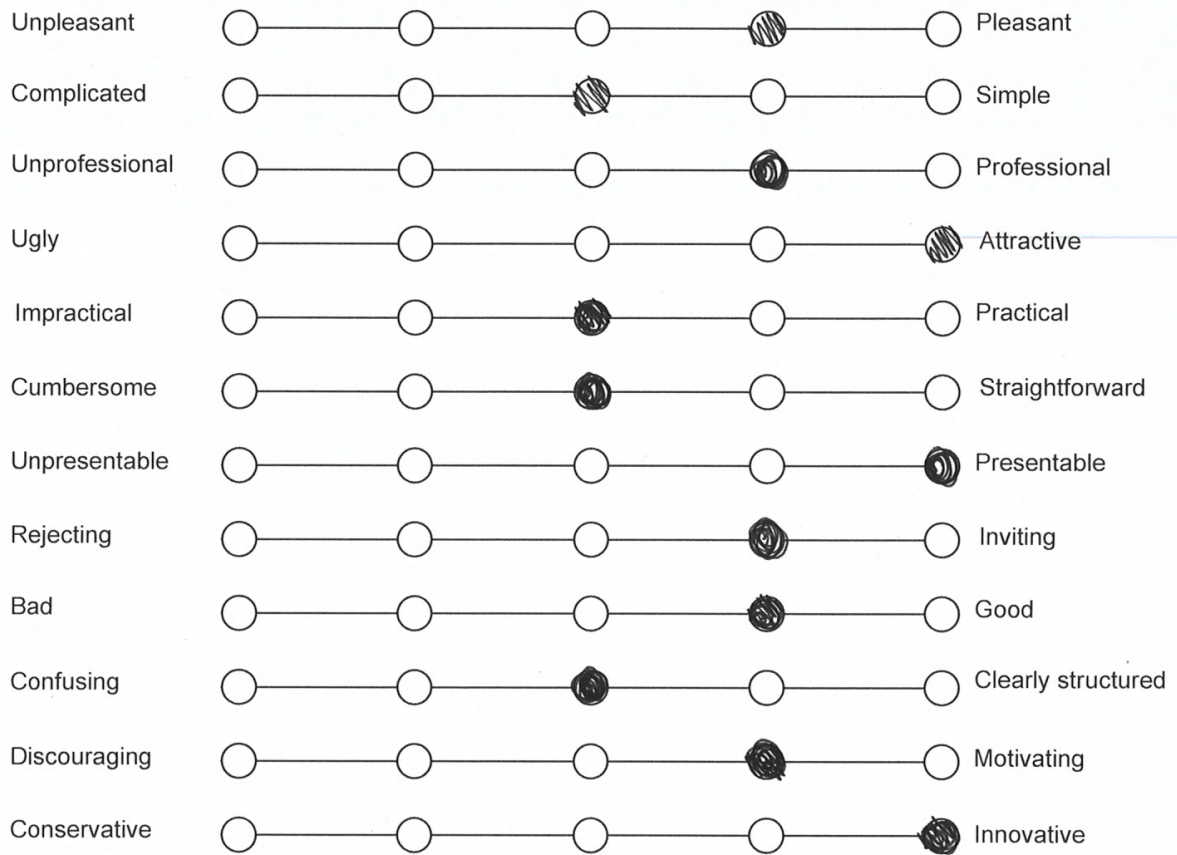 Unpleasant Pleasant
Complicated Simple
Unprofessional Professional
Ugly Attractive
Impractical Practical
Cumbersome Straightforward
Unpresentable Presentable
Rejecting Inviting
Bad Good
Confusing Clearly structured
Discouraging Motivating
Conservative Innovative